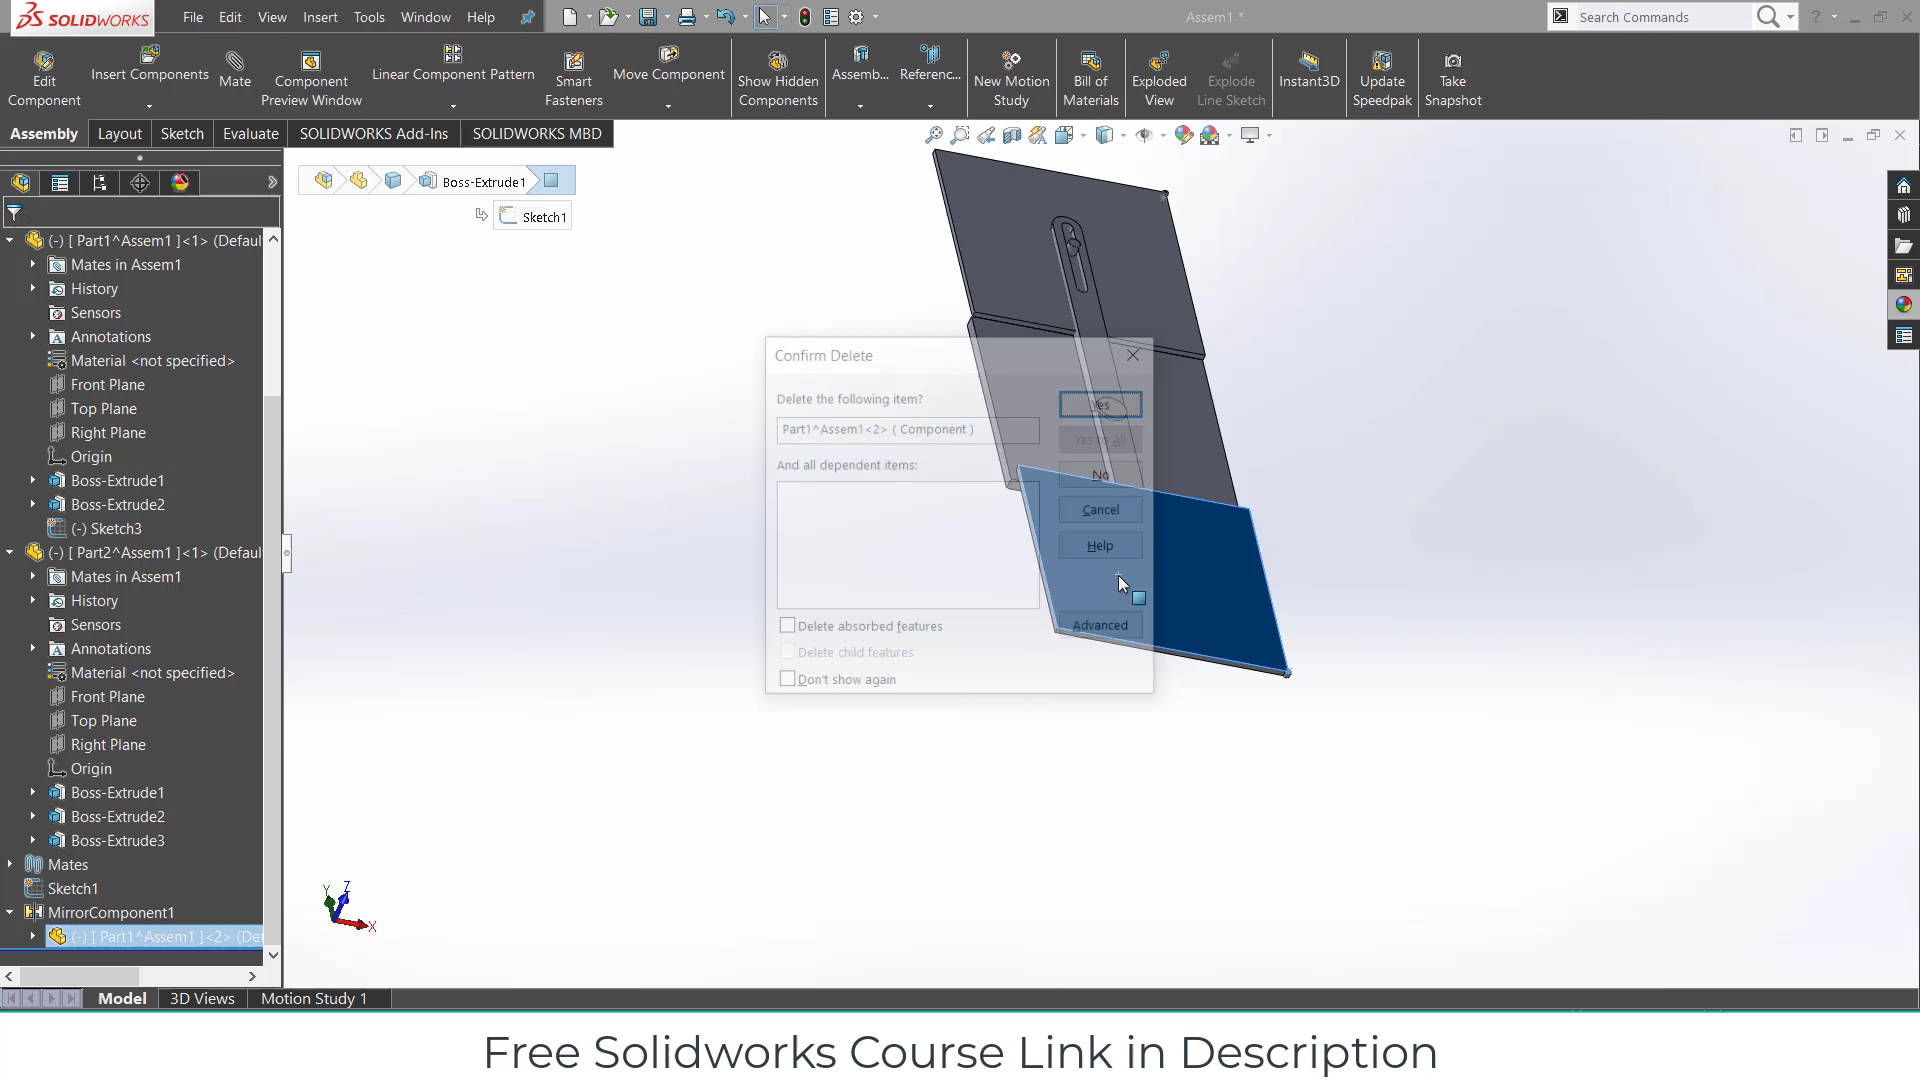 SOLIDWORKS
File Edit View Insert Tools Window Help
Assem1 *
Search Commands
Edit Component
Insert Components
Mate
Component Preview Window
Linear Component Pattern
Smart Fasteners
Move Component
Show Hidden Components
Assemb...
Referenc...
New Motion Study
Bill of Materials
Exploded View
Explode Line Sketch
Instant3D
Update Speedpak
Take Snapshot
Assembly Layout Sketch Evaluate SOLIDWORKS Add-Ins SOLIDWORKS MBD
Boss-Extrude1
Sketch1
(-) [ Part1^Assem1 ]<1> (Defaul
Mates in Assem1
History
Sensors
Annotations
Material <not specified>
Front Plane
Top Plane
Right Plane
Origin
Boss-Extrude1
Boss-Extrude2
(-) Sketch3
(-) [ Part2^Assem1 ]<1> (Defaul
Mates in Assem1
History
Sensors
Annotations
Material <not specified>
Front Plane
Top Plane
Right Plane
Origin
Boss-Extrude1
Boss-Extrude2
Boss-Extrude3
Mates
Sketch1
MirrorComponent1
(-) [ Part1^Assem1 ]<2> (Def
Confirm Delete
Delete the following item?
Part1^Assem1<2> ( Component )
And all dependent items:
Yes
Yes to All
No
Cancel
Help
Advanced
Delete absorbed features
Delete child features
Don't show again
Y Z X
Model 3D Views Motion Study 1
Free Solidworks Course Link in Description